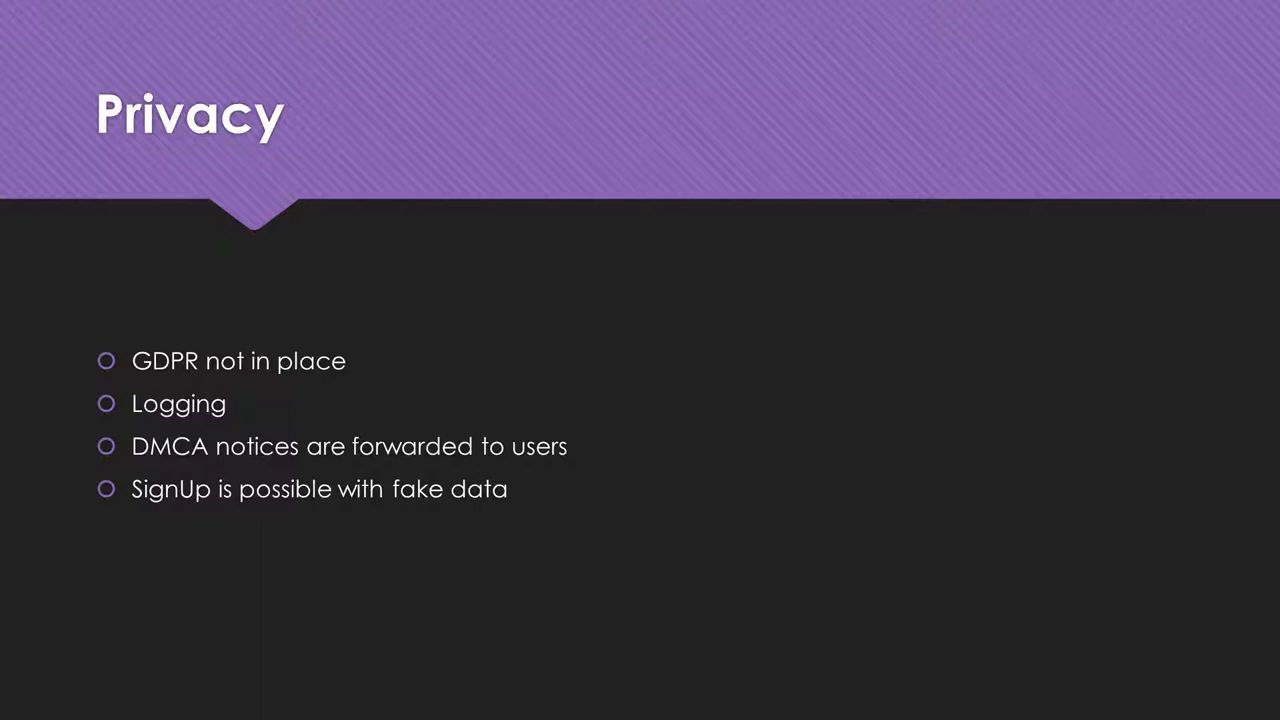 Privacy
GDPR not in place
Logging
DMCA notices are forwarded to users
SignUp is possible with fake data